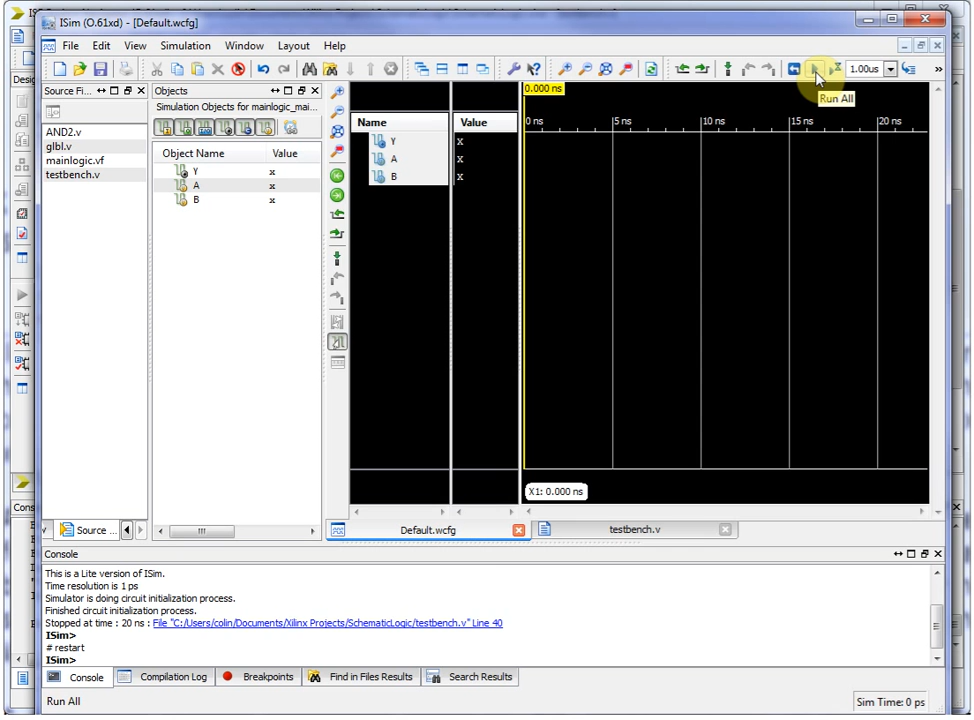 ISim (O.61xd) - [Default.wcfg]
File Edit View Simulation Window Layout Help
1.00us
»
Run All
Source Fi...
Objects
Simulation Objects for mainlogic_mai...
Object Name Value
Y x
A x
B x
AND2.v
glbl.v
mainlogic.vf
testbench.v
Name Value
Y x
A x
B x
0.000 ns
0 ns 5 ns 10 ns 15 ns 20 ns
X1: 0.000 ns
Source ...
Default.wcfg
testbench.v
Desig
Cons
Console
This is a Lite version of ISim.
Time resolution is 1 ps
Simulator is doing circuit initialization process.
Finished circuit initialization process.
Stopped at time : 20 ns : File "C:/Users/colin/Documents/Xilinx Projects/SchematicLogic/testbench.v" Line 40
ISim>
# restart
ISim>
Console Compilation Log Breakpoints Find in Files Results Search Results
Run All
Sim Time: 0 ps